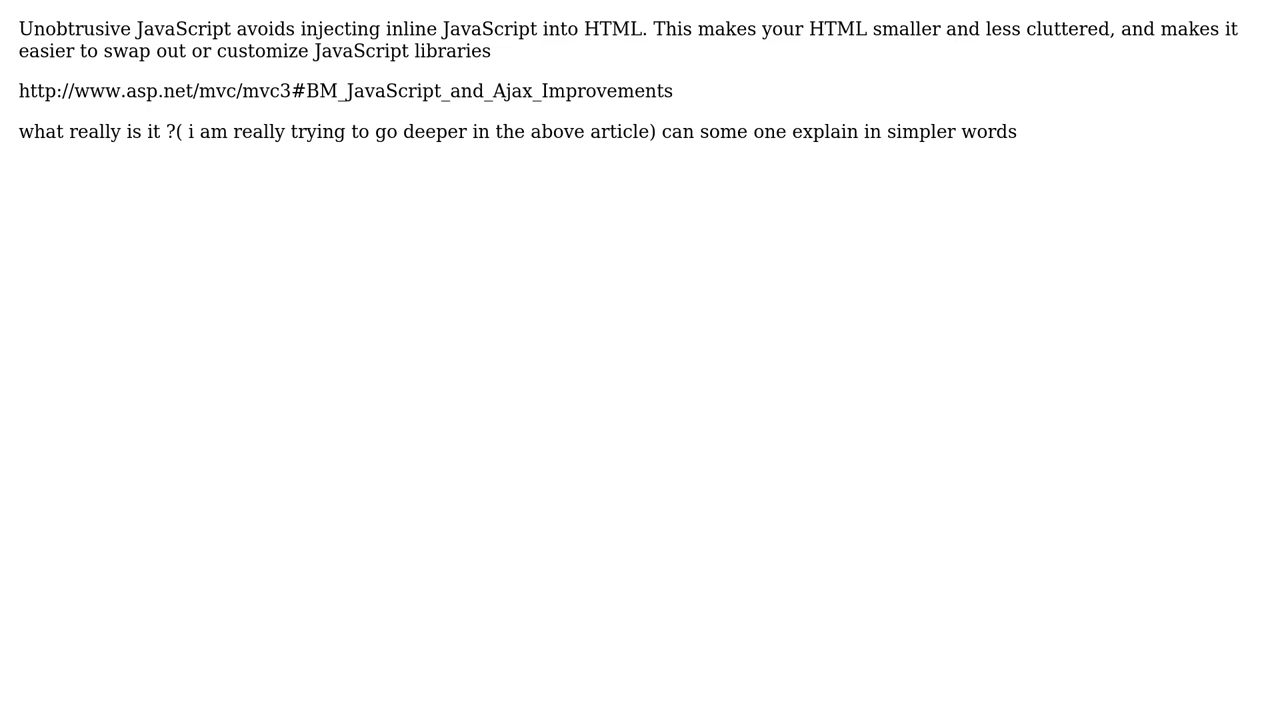 Unobtrusive JavaScript avoids injecting inline JavaScript into HTML. This makes your HTML smaller and less cluttered, and makes it
easier to swap out or customize JavaScript libraries
http://www.asp.net/mvc/mvc3#BM_JavaScript_and_Ajax_Improvements
what really is it ?( i am really trying to go deeper in the above article) can some one explain in simpler words